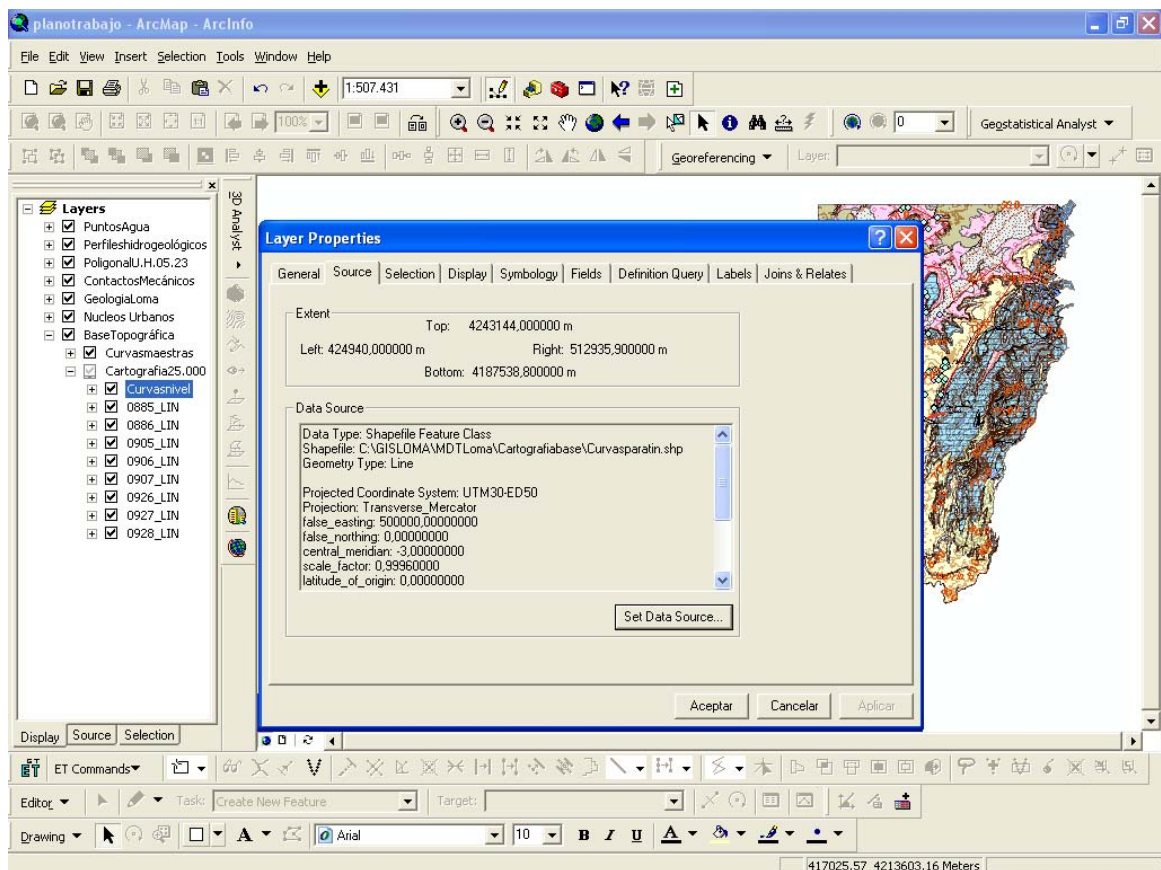 planotrabajo - ArcMap - ArcInfo
File Edit View Insert Selection Tools Window Help
1:507.431
100%
0
Geostatistical Analyst
Georeferencing
Layer:
3D Analyst
Layers
PuntosAgua
Perfileshidrogeológicos
PoligonalU.H.05.23
ContactosMecánicos
GeologiaLoma
Nucleos Urbanos
BaseTopográfica
Curvasmaestras
Cartografia25.000
Curvasnivel
0885_LIN
0886_LIN
0905_LIN
0906_LIN
0907_LIN
0926_LIN
0927_LIN
0928_LIN
Layer Properties
General Source Selection Display Symbology Fields Definition Query Labels Joins & Relates
Extent
Top: 4243144,000000 m
Left: 424940,000000 m Right: 512935,900000 m
Bottom: 4187538,800000 m
Data Source
Data Type: Shapefile Feature Class
Shapefile: C:\GISLOMA\MDTLoma\Cartografiabase\Curvasparatin.shp
Geometry Type: Line
Projected Coordinate System: UTM30-ED50
Projection: Transverse_Mercator
false_easting: 500000,00000000
false_northing: 0,00000000
central_meridian: -3,00000000
scale_factor: 0,99960000
latitude_of_origin: 0,00000000
Set Data Source...
Aceptar Cancelar Aplicar
Display Source Selection
ET ET Commands
Editor Task: Create New Feature Target:
Drawing A Arial 10 B I U A
417025,57 4213603,16 Meters